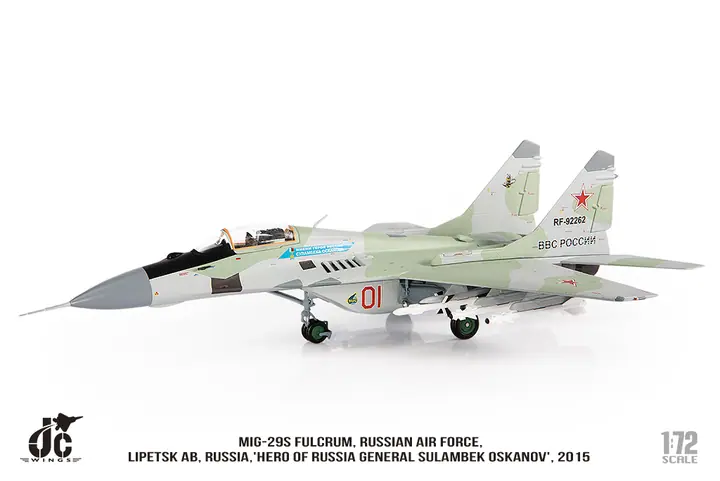 RF-92262
ВВС РОССИИ
01
MIG-29S FULCRUM, RUSSIAN AIR FORCE,
LIPETSK AB, RUSSIA,'HERO OF RUSSIA GENERAL SULAMBEK OSKANOV', 2015
1:72
SCALE
JC
WINGS